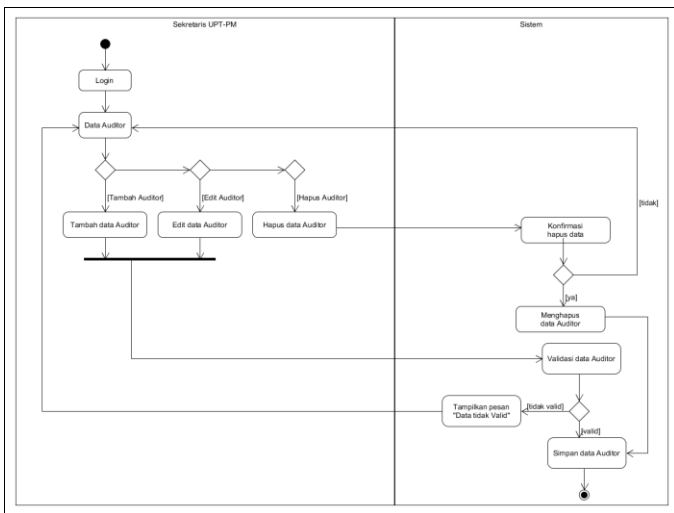 Sekretaris UPT-PM
Sistem
Login
Data Auditor
[Tambah Auditor]
[Edit Auditor]
[Hapus Auditor]
[tidak]
Tambah data Auditor
Edit data Auditor
Hapus data Auditor
Konfirmasi
hapus data
[ya]
Menghapus
data Auditor
Validasi data Auditor
Tampilkan pesan
"Data tidak Valid"
[tidak valid]
[valid]
Simpan data Auditor